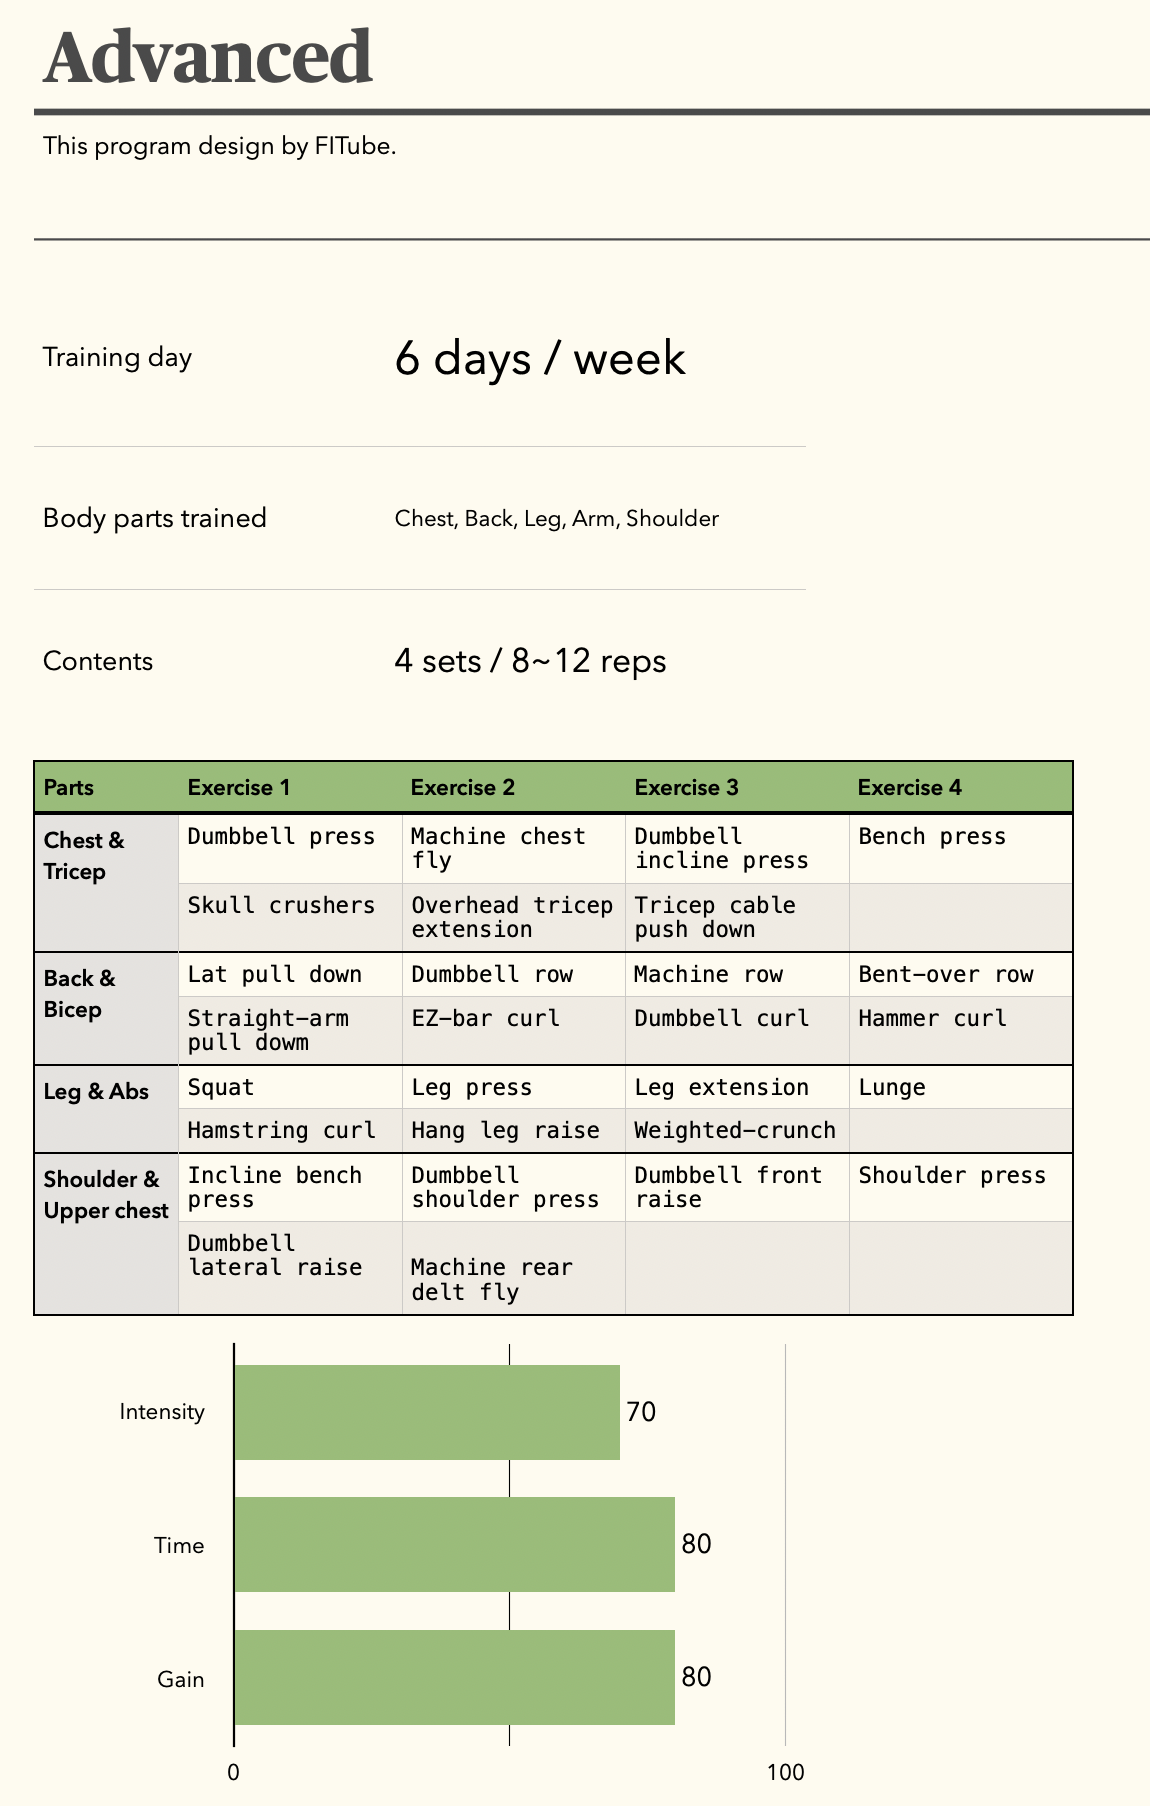 Advanced
This program design by FITube.
Training day 6 days / week
Body parts trained Chest, Back, Leg, Arm, Shoulder
Contents 4 sets / 8~12 reps
Parts Exercise 1 Exercise 2 Exercise 3 Exercise 4
Chest & Tricep Dumbbell press Machine chest fly Dumbbell incline press Bench press
Skull crushers Overhead tricep extension Tricep cable push down
Back & Bicep Lat pull down Dumbbell row Machine row Bent-over row
Straight-arm pull dowm EZ-bar curl Dumbbell curl Hammer curl
Leg & Abs Squat Leg press Leg extension Lunge
Hamstring curl Hang leg raise Weighted-crunch
Shoulder & Upper chest Incline bench press Dumbbell shoulder press Dumbbell front raise Shoulder press
Dumbbell lateral raise Machine rear delt fly
Intensity 70
Time 80
Gain 80
0 100